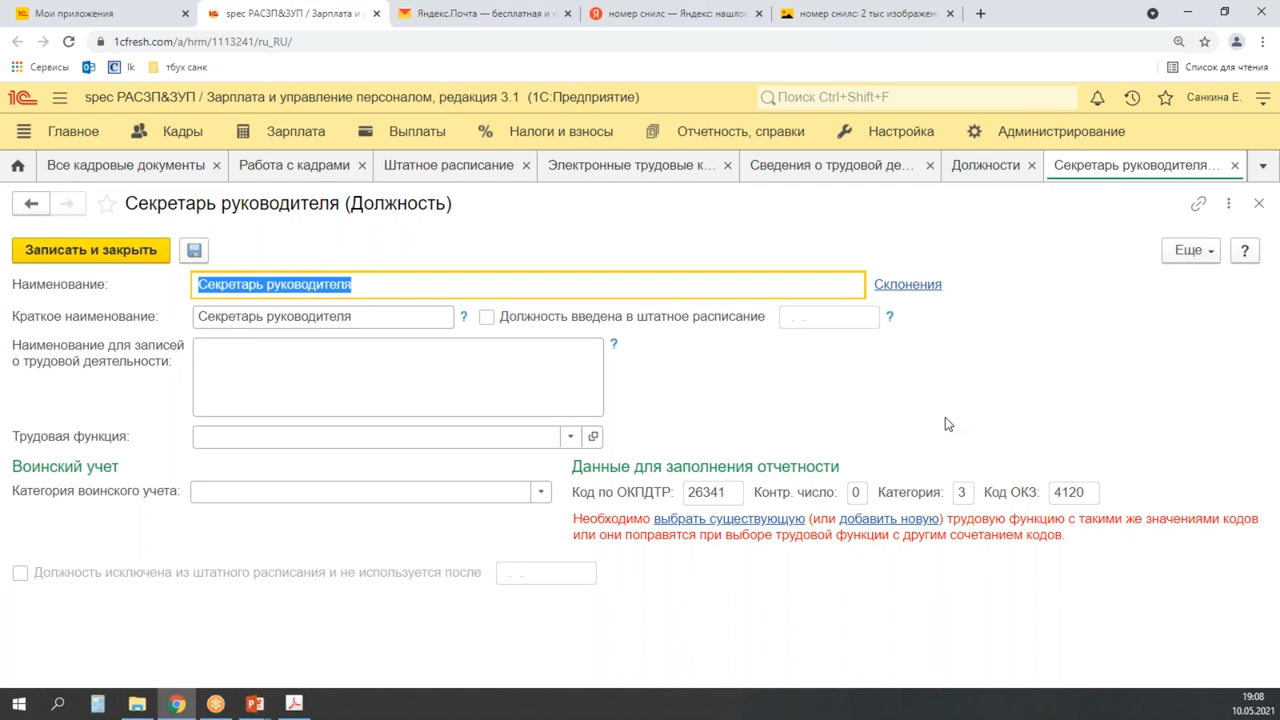 Мои приложения
spec РАСЗП&ЗУП / Зарплата и у
Яндекс.Почта — бесплатная и н
номер снилс — Яндекс: нашлос
номер снилс: 2 тыс изображени
1cfresh.com/a/hrm/1113241/ru_RU/
Сервисы
lk
тбух санк
Список для чтения
spec РАСЗП&ЗУП / Зарплата и управление персоналом, редакция 3.1 (1С:Предприятие)
Поиск Ctrl+Shift+F
Санкина Е.
Главное
Кадры
Зарплата
Выплаты
Налоги и взносы
Отчетность, справки
Настройка
Администрирование
Все кадровые документы
Работа с кадрами
Штатное расписание
Электронные трудовые к...
Сведения о трудовой де...
Должности
Секретарь руководителя...
Секретарь руководителя (Должность)
Записать и закрыть
Еще
?
Наименование:
Секретарь руководителя
Склонения
Краткое наименование:
Секретарь руководителя
?
Должность введена в штатное расписание
. .
?
Наименование для записей
о трудовой деятельности:
?
Трудовая функция:
Воинский учет
Данные для заполнения отчетности
Категория воинского учета:
Код по ОКПДТР:
26341
Контр. число:
0
Категория:
3
Код ОКЗ:
4120
Необходимо выбрать существующую (или добавить новую) трудовую функцию с такими же значениями кодов
или они поправятся при выборе трудовой функции с другим сочетанием кодов.
Должность исключена из штатного расписания и не используется после
. .
19:08
10.05.2021